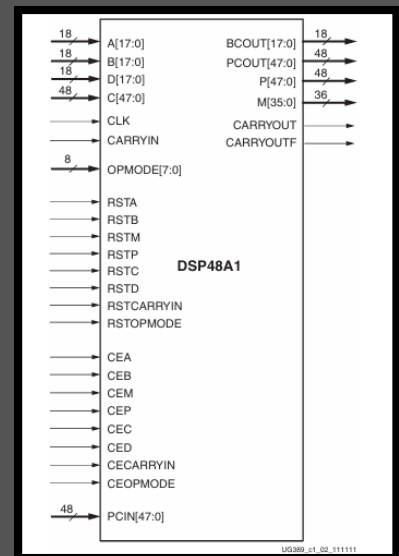 18 A[17:0] BCOUT[17:0] 18
18 B[17:0] PCOUT[47:0] 48
18 D[17:0] P[47:0] 48
48 C[47:0] M[35:0] 36
CLK CARRYOUT
CARRYIN CARRYOUTF
8 OPMODE[7:0]
RSTA
RSTB
RSTM
RSTP
RSTC
DSP48A1
RSTD
RSTCARRYIN
RSTOPMODE
CEA
CEB
CEM
CEP
CEC
CED
CECARRYIN
CEOPMODE
48 PCIN[47:0]
UG389_c1_02_111111